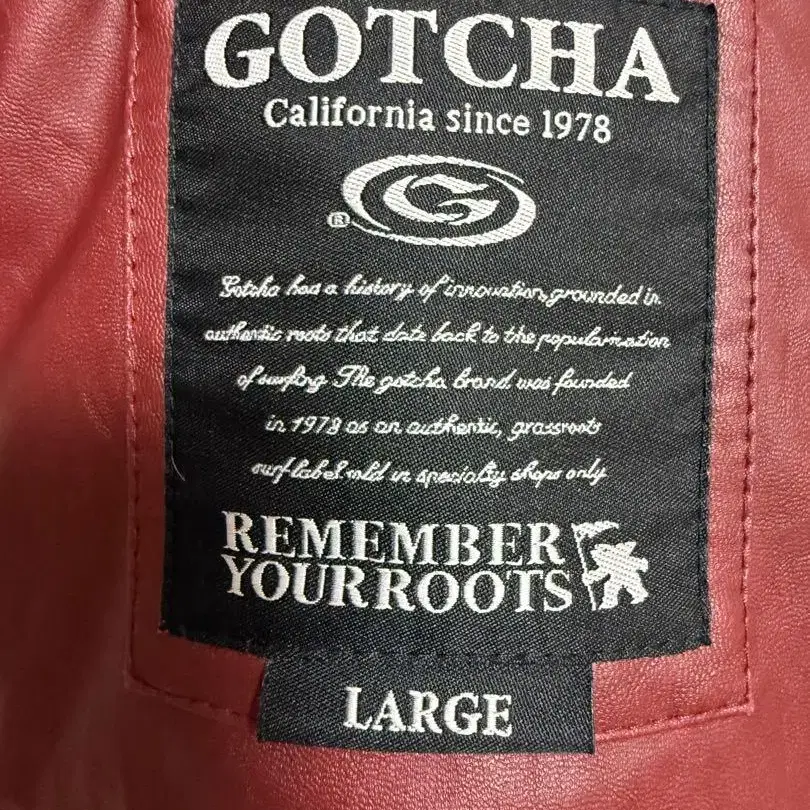 GOTCHA
California since 1978
G
®
Gotcha has a history of innovation, grounded in
authentic roots that date back to the popularization
of surfing The gotcha brand was founded
in 1978 as an authentic, grassroots
surf label sold in specialty shops only
REMEMBER
YOUR ROOTS
LARGE